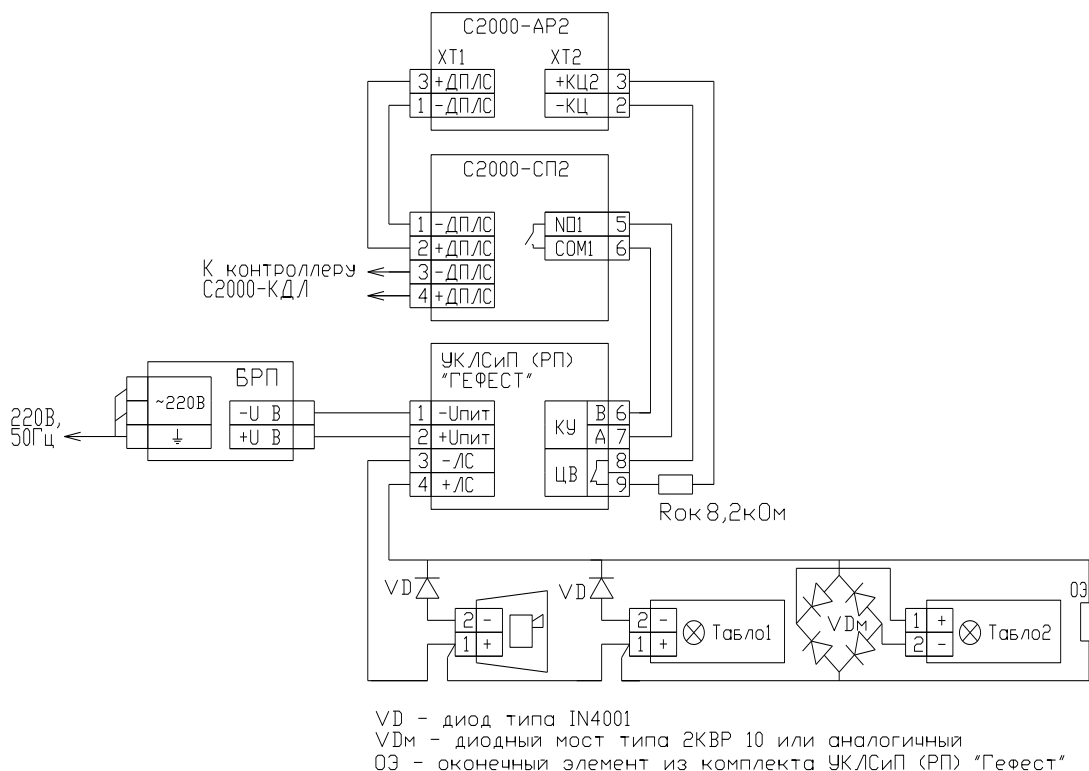 С2000-АР2
XT1 XT2
3 +ДПЛС +КЦ2 3
1 -ДПЛС -КЦ 2
С2000-СП2
1 -ДПЛС NO1 5
2 +ДПЛС COM1 6
К контроллеру 3 -ДПЛС
С2000-КДЛ 4 +ДПЛС
УКЛСиП (РП)
"ГЕФЕСТ"
БРП
~220В
-U В
+U В
220В,
50Гц
1 -Uпит
2 +Uпит
3 -ЛС
4 +ЛС
КУ В 6
А 7
ЦВ 8
9
Rок 8,2кОм
VD
2 -
1 +
VD
2 -
1 +
Табло1
VDм
1 +
2 -
Табло2
ОЭ
VD - диод типа IN4001
VDм - диодный мост типа 2КВР 10 или аналогичный
ОЭ - оконечный элемент из комплекта УКЛСиП (РП) "Гефест"